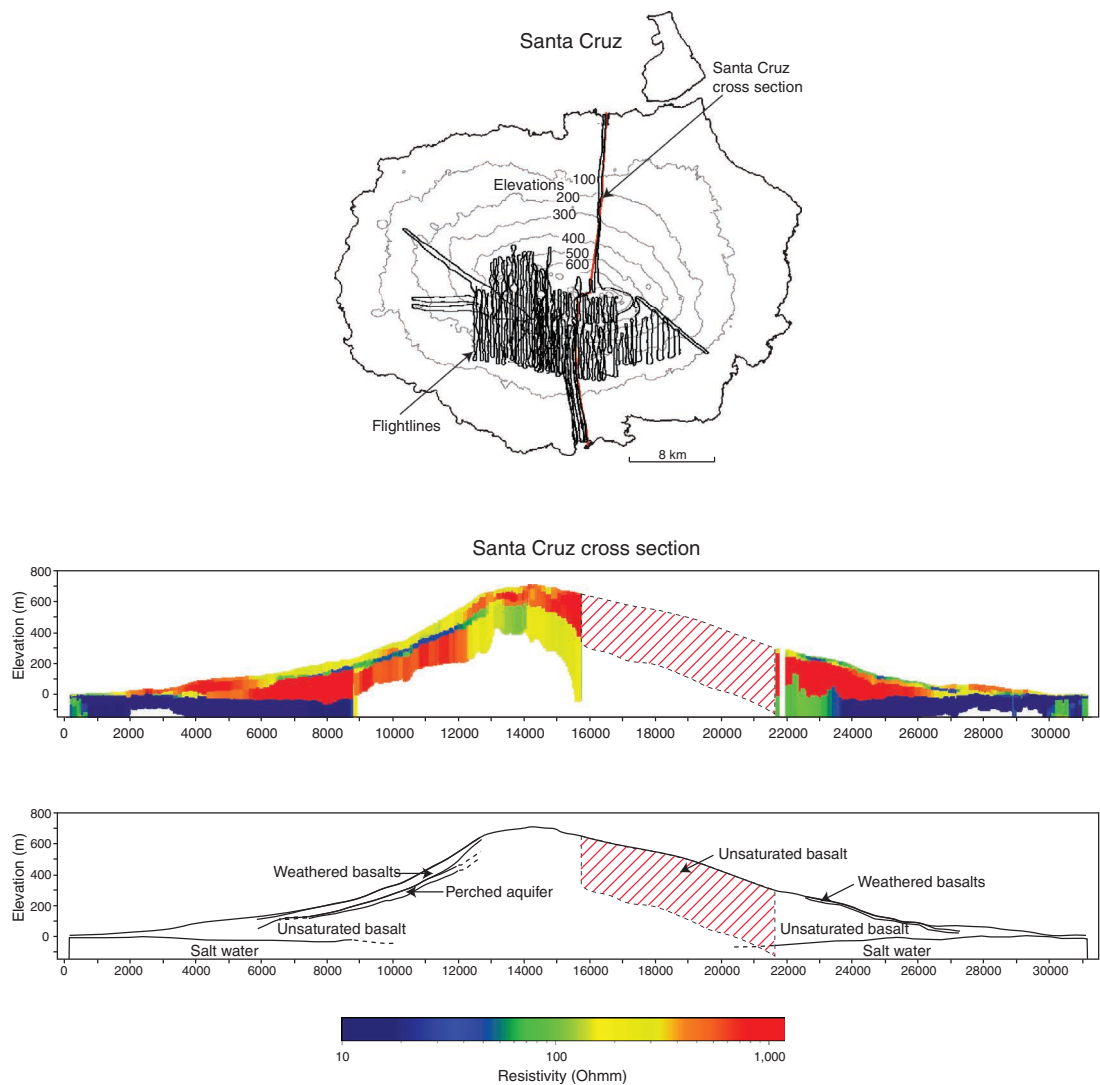 Santa Cruz
Santa Cruz
cross section
Elevations
100
200
300
400
500
600
Flightlines
8 km
Santa Cruz cross section
Elevation (m)
800
600
400
200
0
0 2000 4000 6000 8000 10000 12000 14000 16000 18000 20000 22000 24000 26000 28000 30000
Elevation (m)
800
600
400
200
0
Weathered basalts
Perched aquifer
Unsaturated basalt
Salt water
Unsaturated basalt
Weathered basalts
Unsaturated basalt
Salt water
0 2000 4000 6000 8000 10000 12000 14000 16000 18000 20000 22000 24000 26000 28000 30000
10 100 1,000
Resistivity (Ohmm)